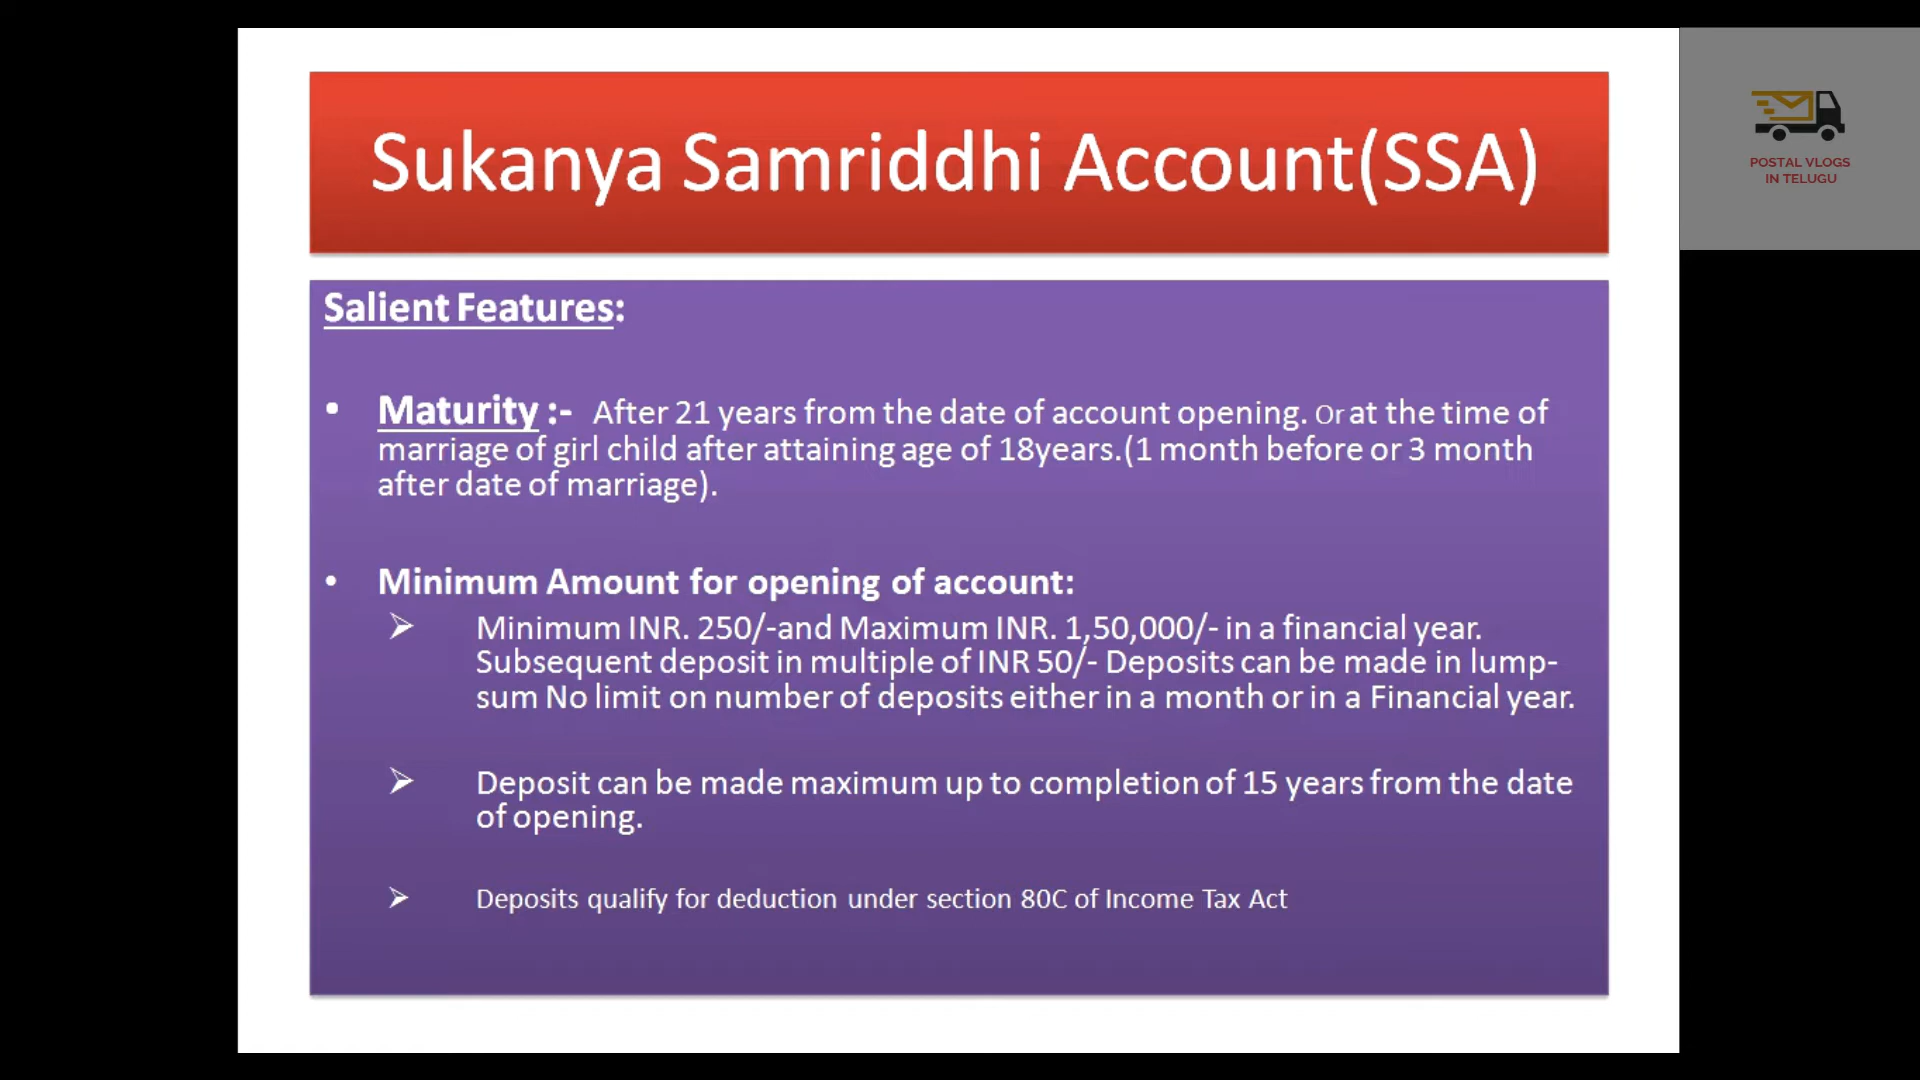 Sukanya Samriddhi Account(SSA)
POSTAL VLOGS
IN TELUGU
Salient Features:
• Maturity :- After 21 years from the date of account opening. Or at the time of
marriage of girl child after attaining age of 18years.(1 month before or 3 month
after date of marriage).
• Minimum Amount for opening of account:
➢ Minimum INR. 250/-and Maximum INR. 1,50,000/- in a financial year.
Subsequent deposit in multiple of INR 50/- Deposits can be made in lump-
sum No limit on number of deposits either in a month or in a Financial year.
➢ Deposit can be made maximum up to completion of 15 years from the date
of opening.
➢ Deposits qualify for deduction under section 80C of Income Tax Act